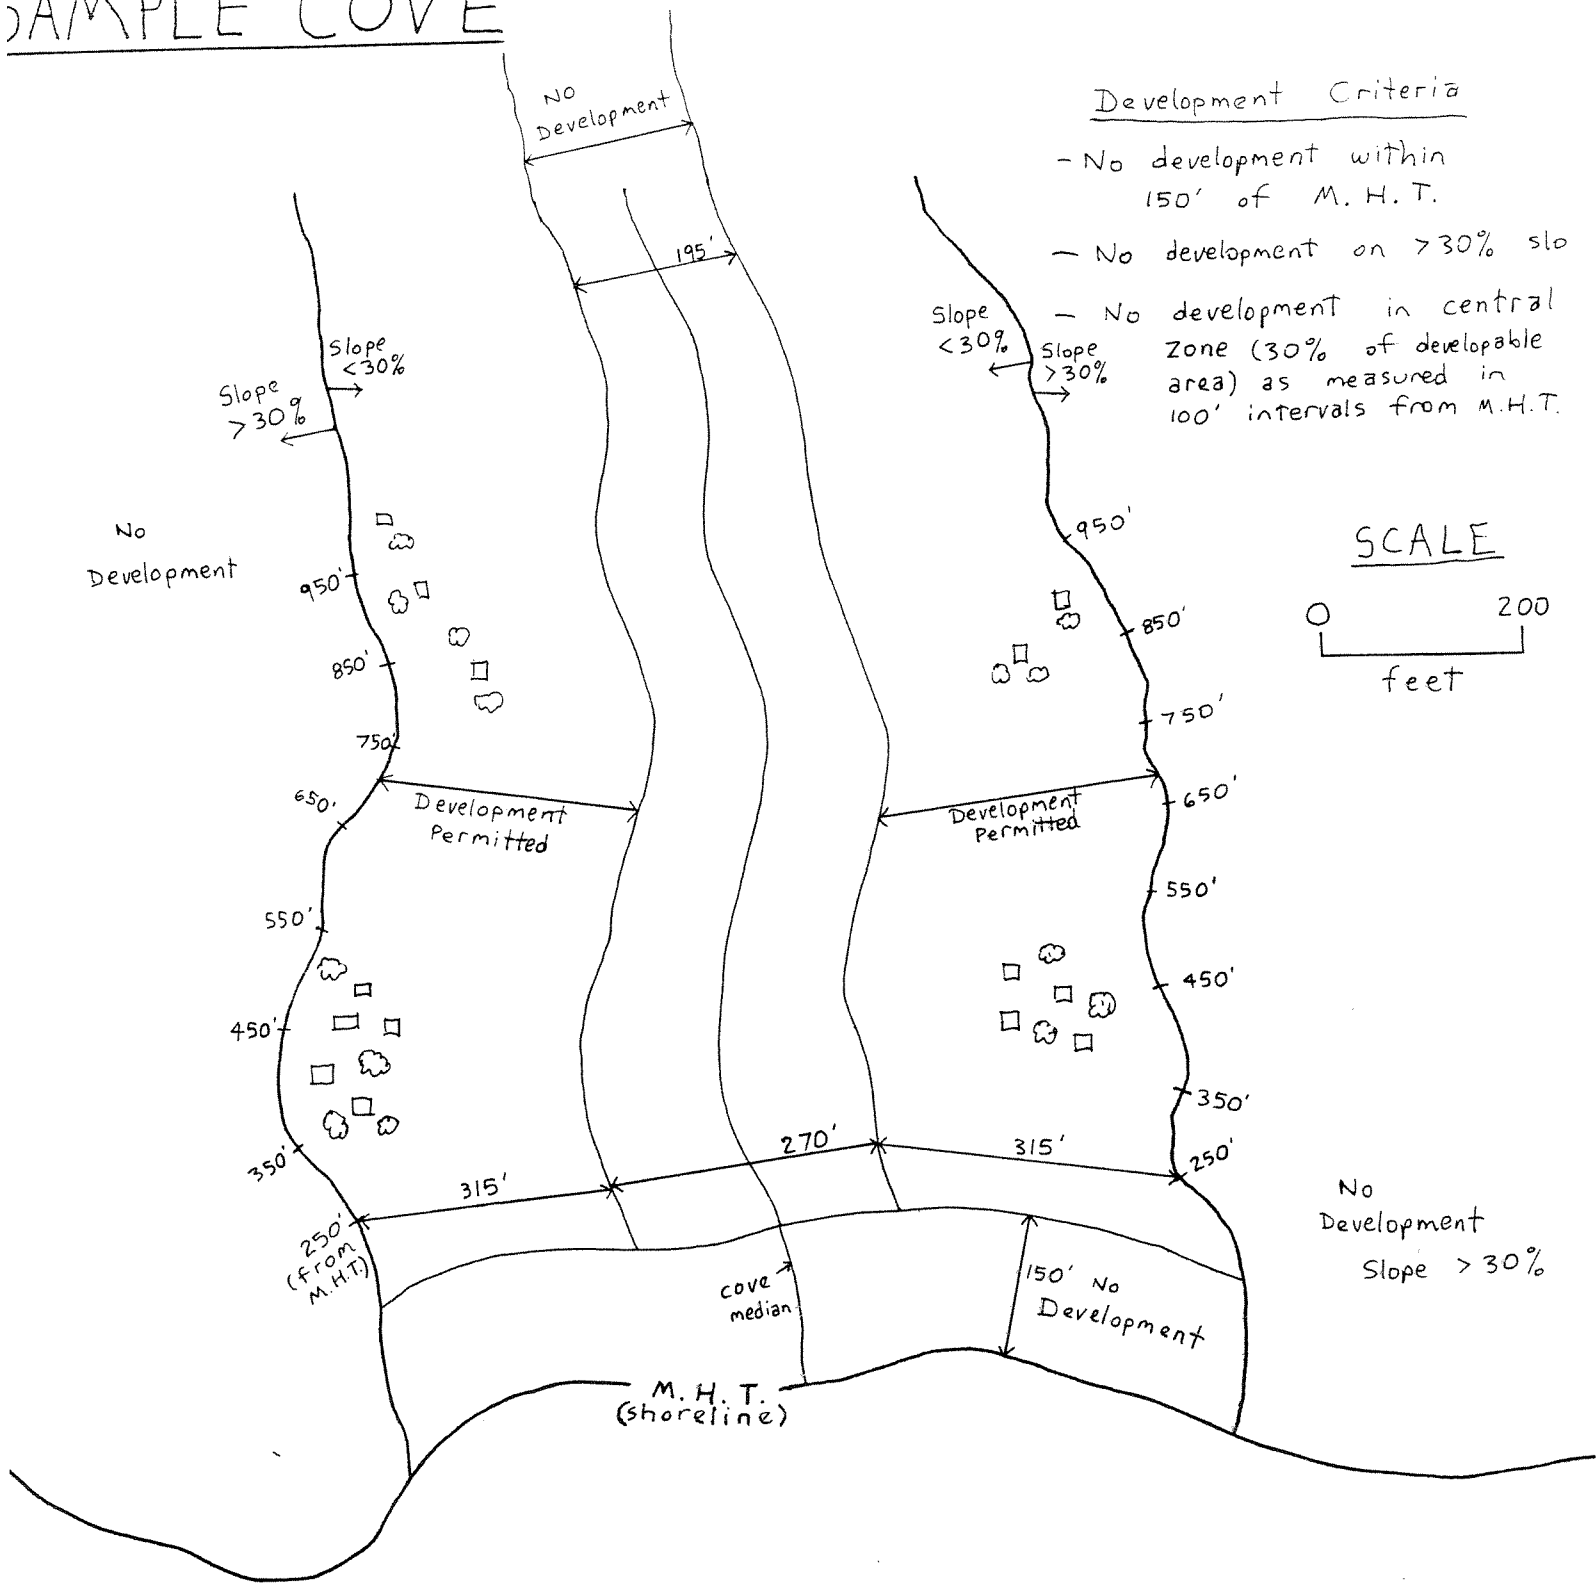 SAMPLE COVE
No
Development
195'
Development Criteria
- No development within
150' of M. H. T.
- No development on >30% slo
- No development in central
zone (30% of developable
area) as measured in
100' intervals from M.H.T.
Slope
<30%
Slope
>30%
Slope
<30%
Slope
>30%
No
Development
950'
850'
750'
650'
550'
450'
350'
250'
(from
M.H.T.)
950'
850'
750'
650'
550'
450'
350'
250'
SCALE
0 200
feet
Development
Permitted
Development
Permitted
315'
270'
315'
No
Development
Slope >30%
cove
median
150' No
Development
M. H. T.
(shoreline)